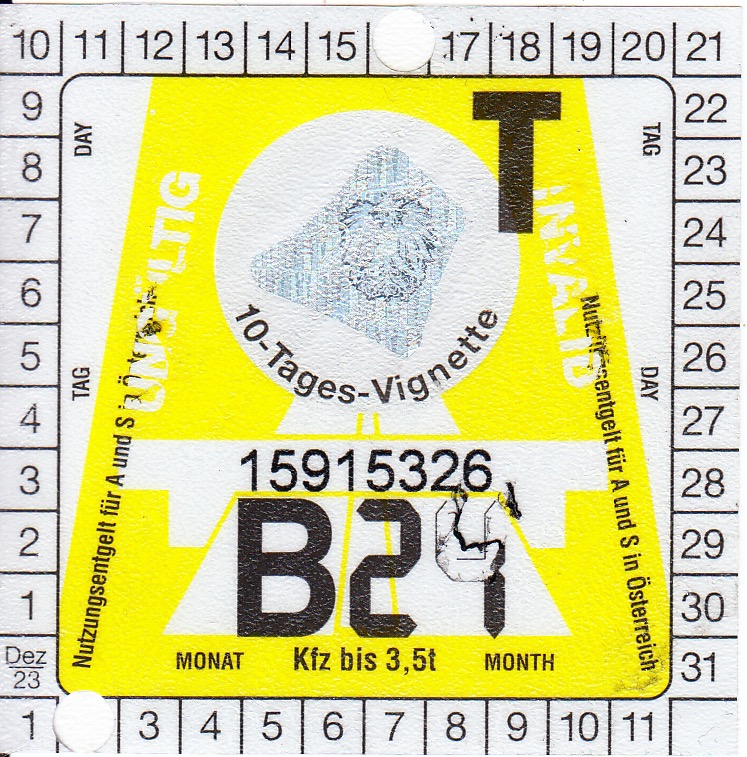 10 11 12 13 14 15 17 18 19 20 21
9 22
8 23
7 24
6 25
5 26
4 27
3 28
2 29
1 30
Dez
23
31
1 3 4 5 6 7 8 9 10 11
DAY
TAG
T
UNGÜLTIG
INVALID
10-Tages-Vignette
TAG
DAY
Nutzungsentgelt für A und S in
Nutzungsentgelt für A und S in Österreich
15915326
B24
MONAT Kfz bis 3,5t MONTH